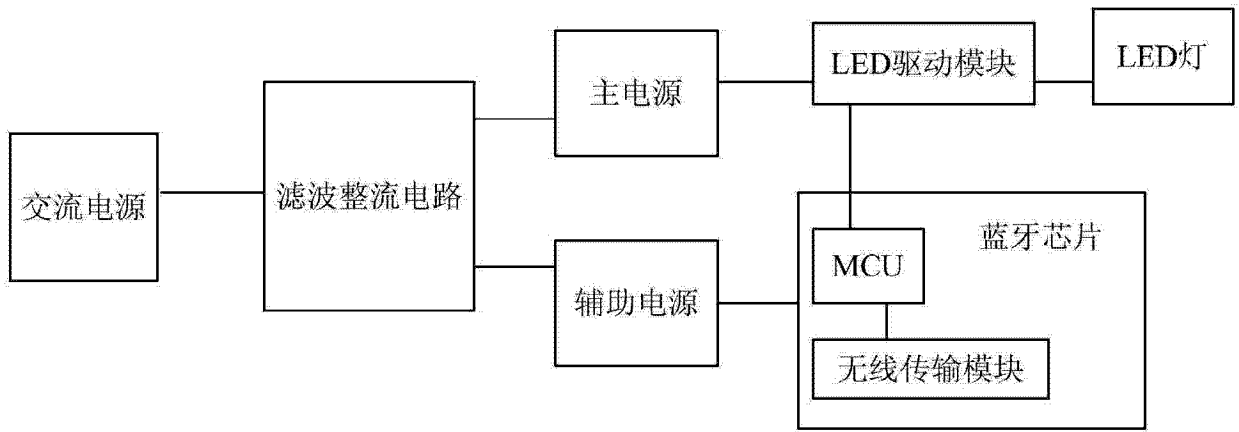 交流电源
滤波整流电路
主电源
辅助电源
LED驱动模块
LED灯
蓝牙芯片
MCU
无线传输模块